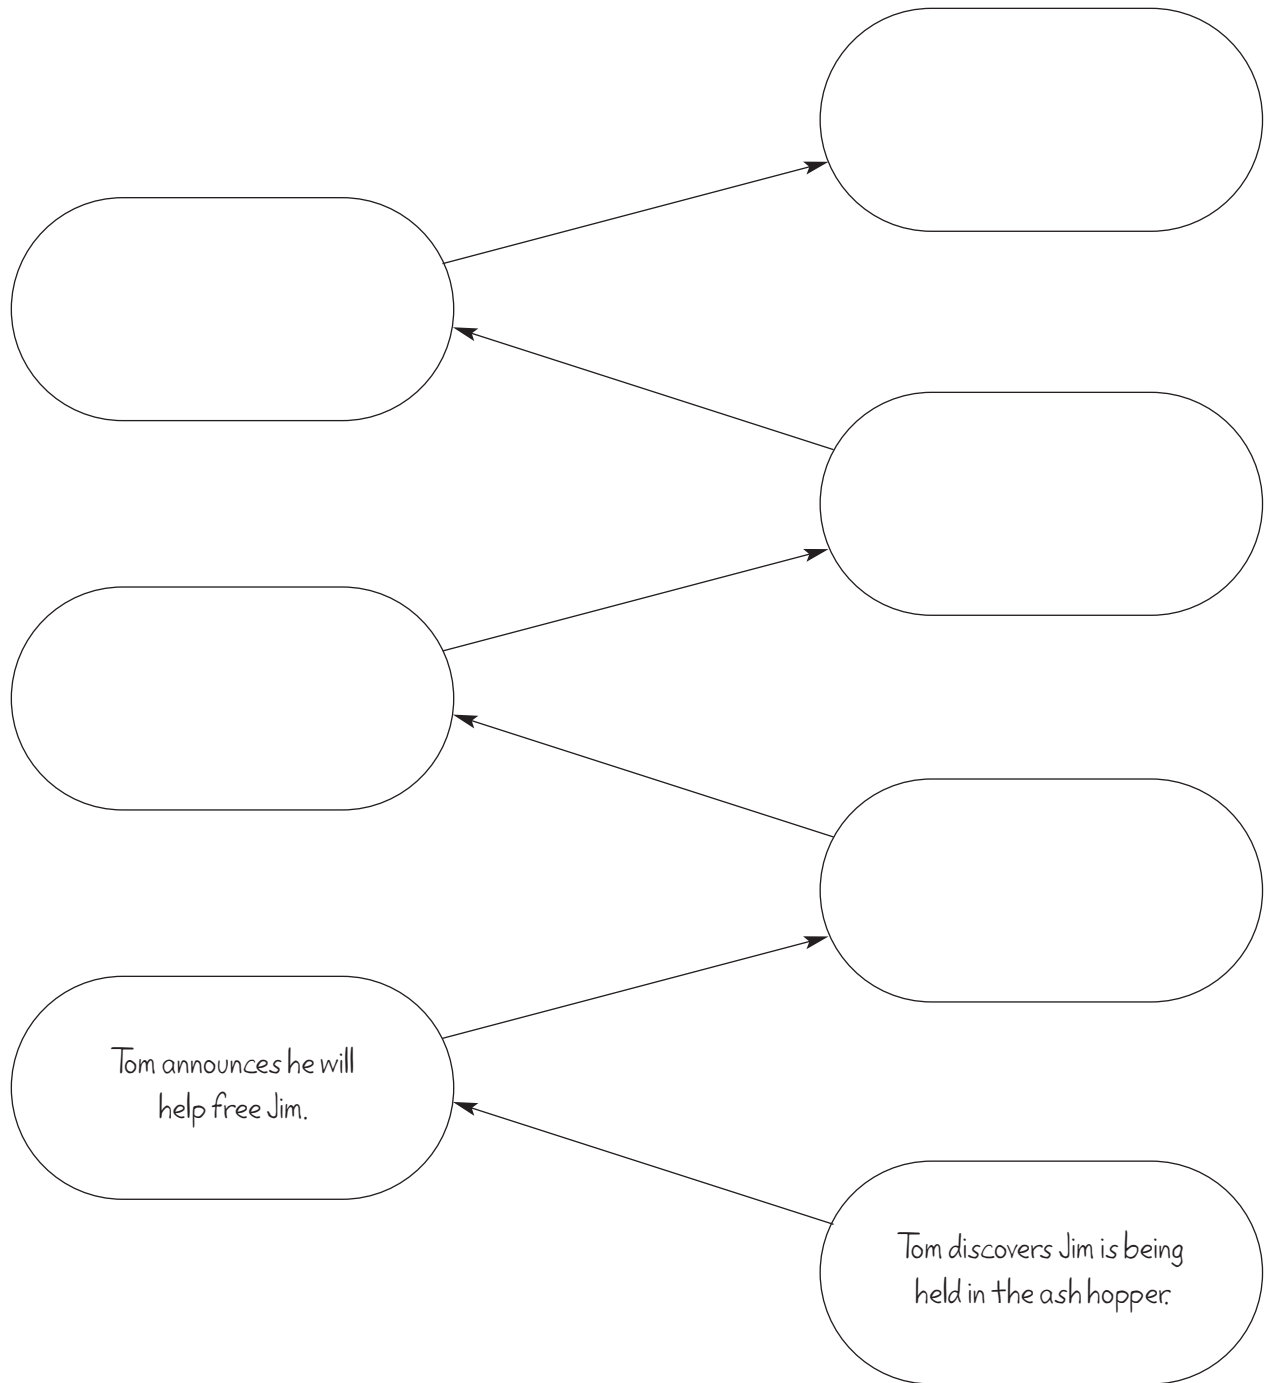 Tom announces he will
help free Jim.
Tom discovers Jim is being
held in the ash hopper.